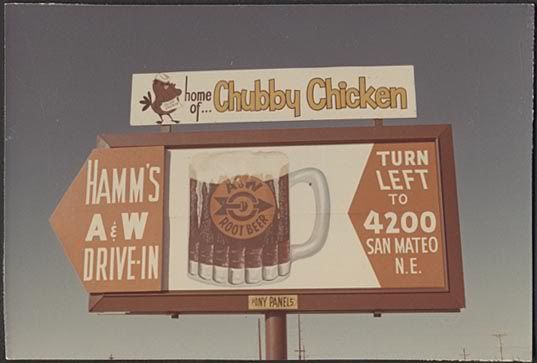 home
of... Chubby Chicken
HAMM'S
A & W
DRIVE-IN
A&W
ROOT BEER
TURN
LEFT
TO
4200
SAN MATEO
N.E.
PONY PANELS